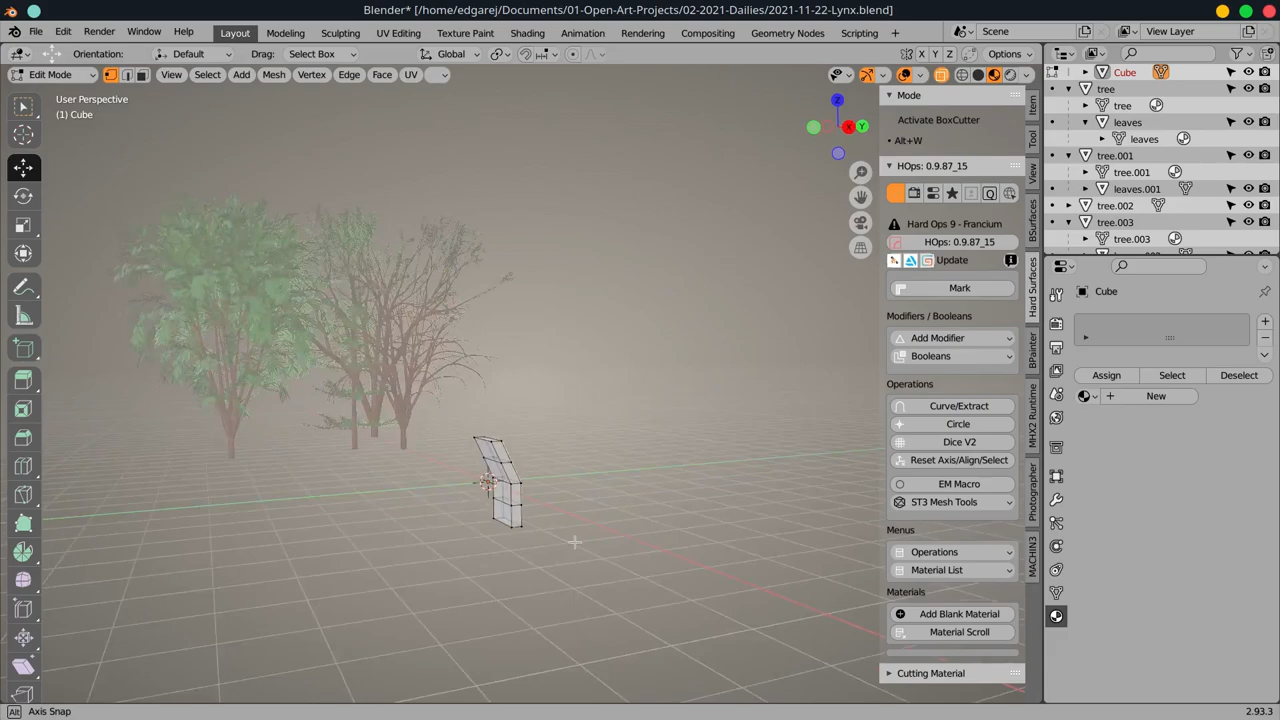 Blender* [/home/edgarej/Documents/01-Open-Art-Projects/02-2021-Dailies/2021-11-22-Lynx.blend]
File Edit Render Window Help
Layout Modeling Sculpting UV Editing Texture Paint Shading Animation Rendering Compositing Geometry Nodes Scripting +
Scene View Layer
Orientation: Default Drag: Select Box Global X Y Z Options
Edit Mode View Select Add Mesh Vertex Edge Face UV
User Perspective
(1) Cube
Z
X
Y
Mode
Activate BoxCutter
• Alt+W
HOps: 0.9.87_15
Hard Ops 9 - Francium
HOps: 0.9.87_15
Update
Mark
Modifiers / Booleans
Add Modifier
Booleans
Operations
Curve/Extract
Circle
Dice V2
Reset Axis/Align/Select
EM Macro
ST3 Mesh Tools
Menus
Operations
Material List
Materials
Add Blank Material
Material Scroll
Cutting Material
Item
Tool
View
BSurfaces
Hard Surfaces
BPainter
MHX2 Runtime
Photographer
MACHIN3
Cube
tree
tree
leaves
leaves
tree.001
tree.001
leaves.001
tree.002
tree.003
tree.003
Cube
Assign Select Deselect
New
Alt Axis Snap
2.93.3